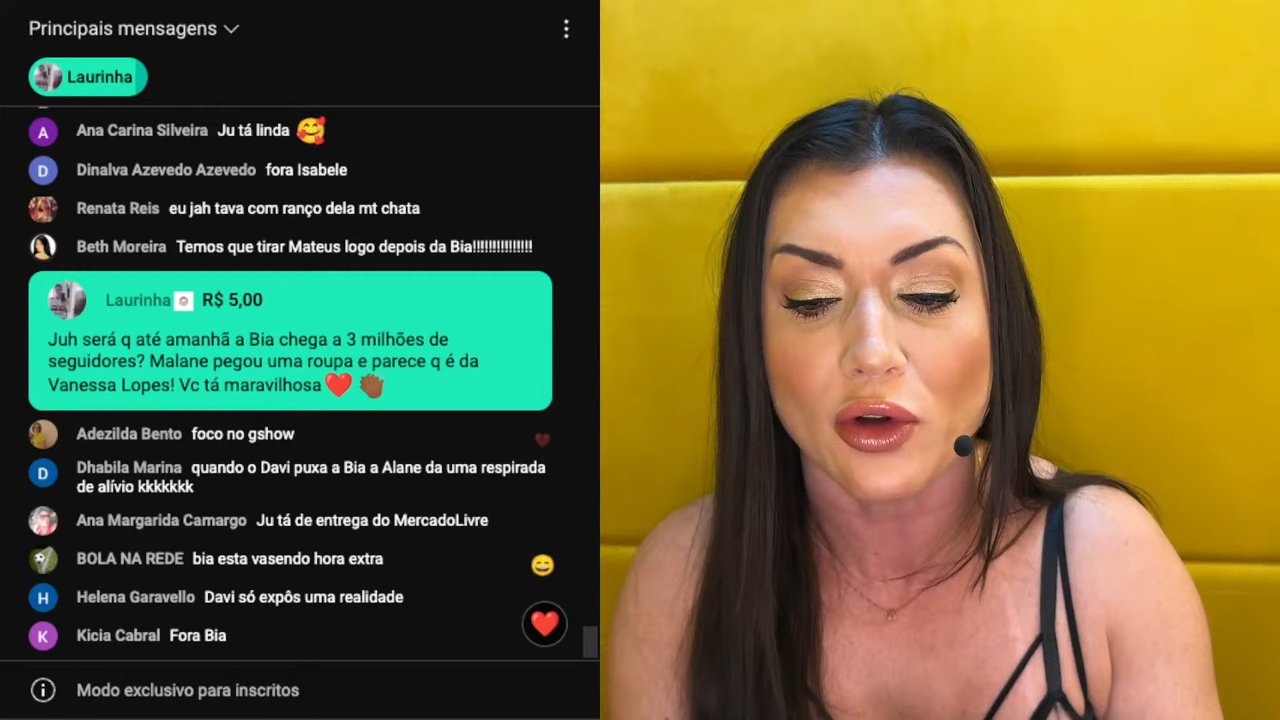 Principais mensagens
Laurinha
A Ana Carina Silveira Ju tá linda
D Dinalva Azevedo Azevedo fora Isabele
Renata Reis eu jah tava com ranço dela mt chata
Beth Moreira Temos que tirar Mateus logo depois da Bia!!!!!!!!!!!!!!!
Laurinha R$ 5,00
Juh será q até amanhã a Bia chega a 3 milhões de
seguidores? Malane pegou uma roupa e parece q é da
Vanessa Lopes! Vc tá maravilhosa
Adezilda Bento foco no gshow
D Dhabila Marina quando o Davi puxa a Bia a Alane da uma respirada
de alívio kkkkkkk
Ana Margarida Camargo Ju tá de entrega do MercadoLivre
BOLA NA REDE bia esta vasendo hora extra
H Helena Garavello Davi só expôs uma realidade
K Kicia Cabral Fora Bia
Modo exclusivo para inscritos